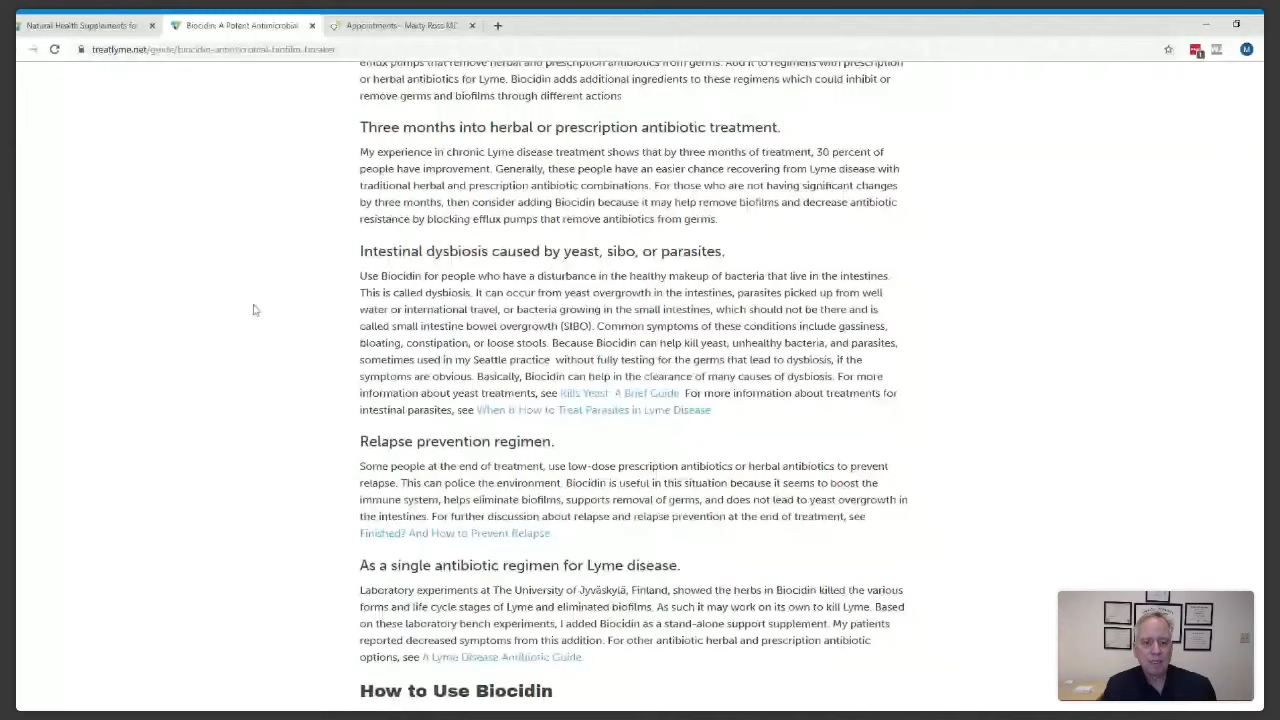 Natural Health Supplements for
Biocidin: A Potent Antimicrobial
Appointments - Marty Ross MD
treatlyme.net/guide/biocidin-antimicrobial-biofilm-breaker
M
efflux pumps that remove herbal and prescription antibiotics from germs. Add it to regimens with prescription
or herbal antibiotics for Lyme. Biocidin adds additional ingredients to these regimens which could inhibit or
remove germs and biofilms through different actions
Three months into herbal or prescription antibiotic treatment.
My experience in chronic Lyme disease treatment shows that by three months of treatment, 30 percent of
people have improvement. Generally, these people have an easier chance recovering from Lyme disease with
traditional herbal and prescription antibiotic combinations. For those who are not having significant changes
by three months, then consider adding Biocidin because it may help remove biofilms and decrease antibiotic
resistance by blocking efflux pumps that remove antibiotics from germs.
Intestinal dysbiosis caused by yeast, sibo, or parasites.
Use Biocidin for people who have a disturbance in the healthy makeup of bacteria that live in the intestines.
This is called dysbiosis. It can occur from yeast overgrowth in the intestines, parasites picked up from well
water or international travel, or bacteria growing in the small intestines, which should not be there and is
called small intestine bowel overgrowth (SIBO). Common symptoms of these conditions include gassiness,
bloating, constipation, or loose stools. Because Biocidin can help kill yeast, unhealthy bacteria, and parasites,
sometimes used in my Seattle practice without fully testing for the germs that lead to dysbiosis, if the
symptoms are obvious. Basically, Biocidin can help in the clearance of many causes of dysbiosis. For more
information about yeast treatments, see Kills Yeast: A Brief Guide. For more information about treatments for
intestinal parasites, see When & How to Treat Parasites in Lyme Disease.
Relapse prevention regimen.
Some people at the end of treatment, use low-dose prescription antibiotics or herbal antibiotics to prevent
relapse. This can police the environment. Biocidin is useful in this situation because it seems to boost the
immune system, helps eliminate biofilms, supports removal of germs, and does not lead to yeast overgrowth in
the intestines. For further discussion about relapse and relapse prevention at the end of treatment, see
Finished? And How to Prevent Relapse.
As a single antibiotic regimen for Lyme disease.
Laboratory experiments at The University of Jyväskylä, Finland, showed the herbs in Biocidin killed the various
forms and life cycle stages of Lyme and eliminated biofilms. As such it may work on its own to kill Lyme. Based
on these laboratory bench experiments, I added Biocidin as a stand-alone support supplement. My patients
reported decreased symptoms from this addition. For other antibiotic herbal and prescription antibiotic
options, see A Lyme Disease Antibiotic Guide.
How to Use Biocidin